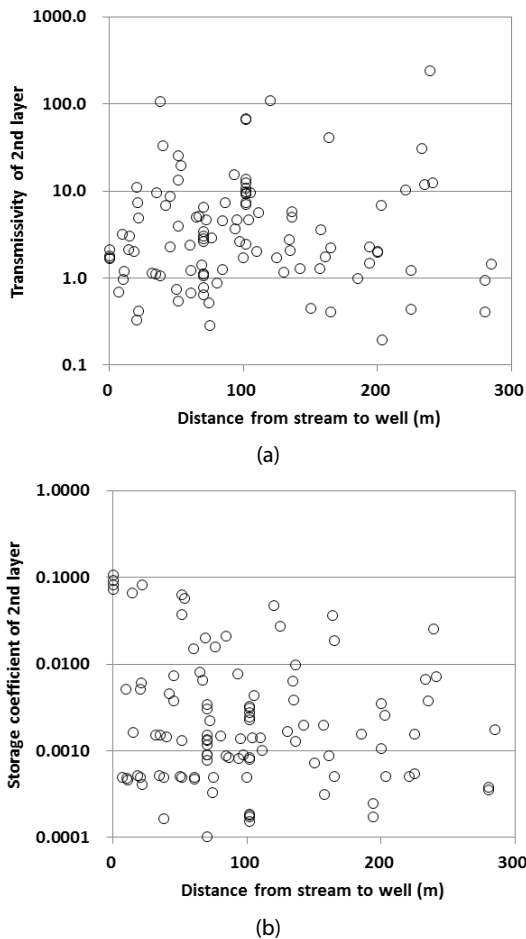 1000.0
100.0
10.0
1.0
0.1
Transmissivity of 2nd layer
0 100 200 300
Distance from stream to well (m)
(a)
1.0000
0.1000
0.0100
0.0010
0.0001
Storage coefficient of 2nd layer
0 100 200 300
Distance from stream to well (m)
(b)